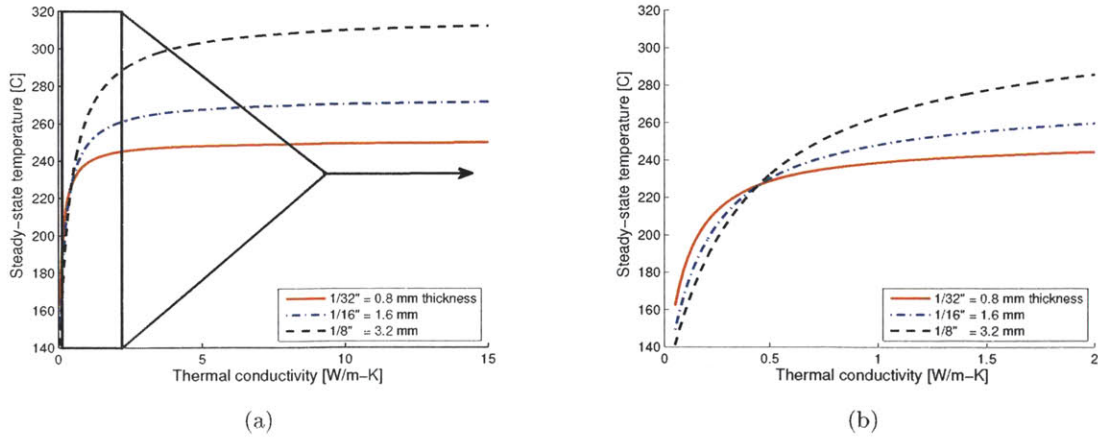 320
300
280
260
240
220
200
180
160
140
Steady-state temperature [C]
1/32" = 0.8 mm thickness
1/16" = 1.6 mm
1/8" = 3.2 mm
0
5
10
15
Thermal conductivity [W/m-K]
(a)
320
300
280
260
240
220
200
180
160
140
Steady-state temperature [C]
1/32" = 0.8 mm thickness
1/16" = 1.6 mm
1/8" = 3.2 mm
0
0.5
1
1.5
2
Thermal conductivity [W/m-K]
(b)